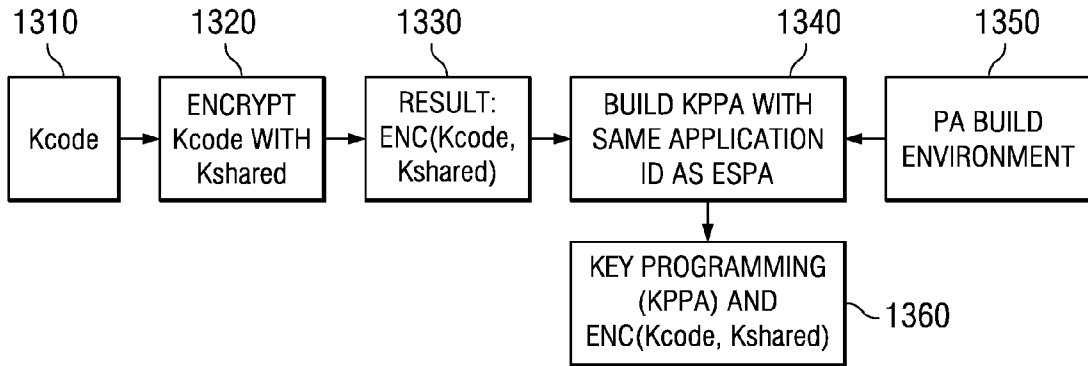 1310
1320
1330
1340
1350
Kcode
ENCRYPT
Kcode WITH
Kshared
RESULT:
ENC(Kcode,
Kshared)
BUILD KPPA WITH
SAME APPLICATION
ID AS ESPA
PA BUILD
ENVIRONMENT
KEY PROGRAMMING
(KPPA) AND
ENC(Kcode, Kshared)
1360